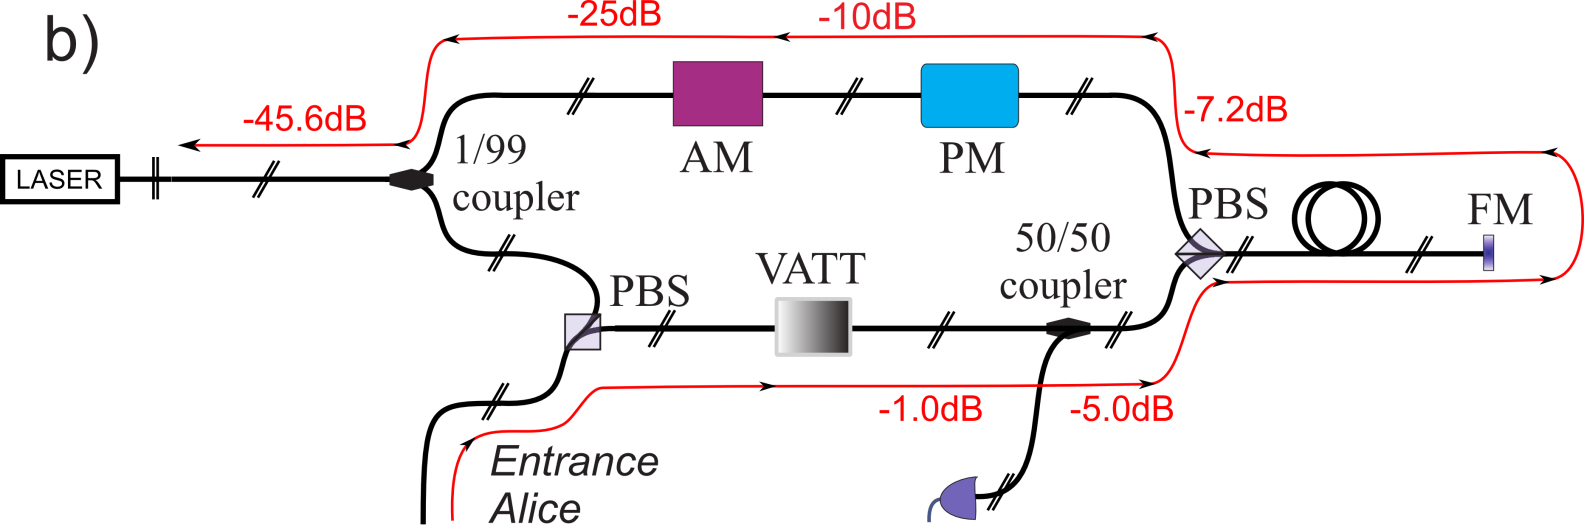 b)
-25dB
-10dB
-45.6dB
-7.2dB
LASER
1/99
coupler
AM
PM
PBS
FM
50/50
coupler
PBS
VATT
-1.0dB
-5.0dB
Entrance
Alice